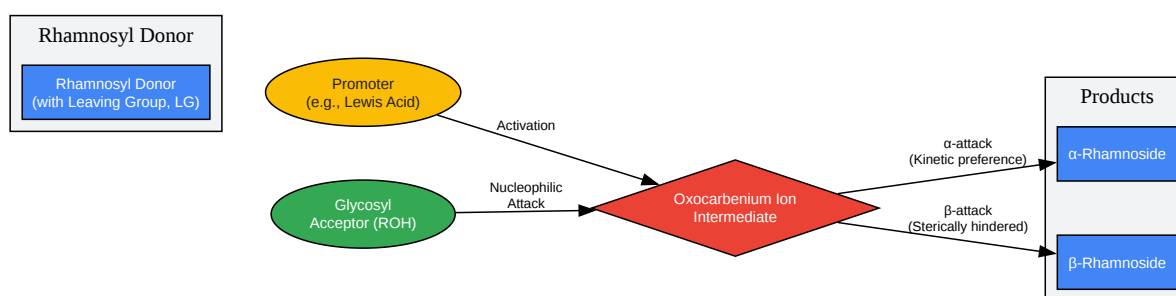 Rhamnosyl Donor
Rhamnosyl Donor
(with Leaving Group, LG)
Promoter
(e.g., Lewis Acid)
Activation
Glycosyl
Acceptor (ROH)
Nucleophilic
Attack
Oxocarbenium Ion
Intermediate
α-attack
(Kinetic preference)
β-attack
(Sterically hindered)
Products
α-Rhamnoside
β-Rhamnoside